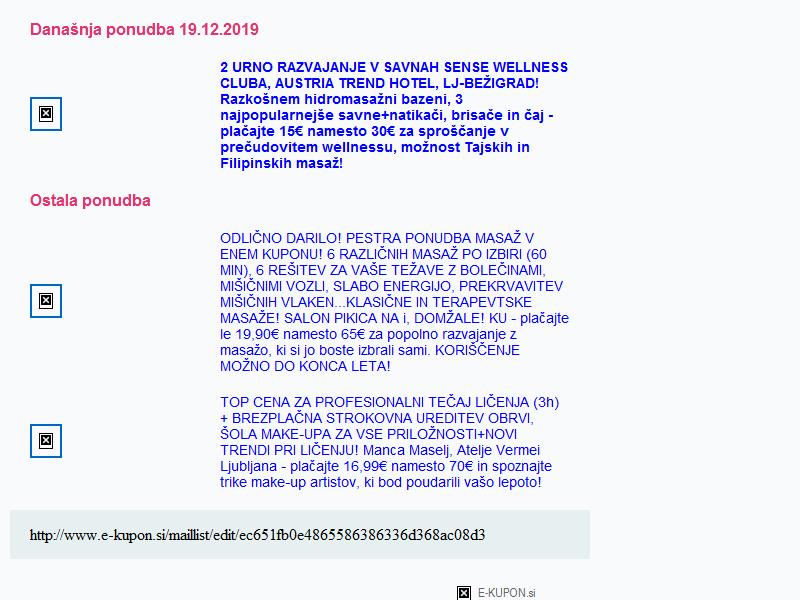 Današnja ponudba 19.12.2019
2 URNO RAZVAJANJE V SAVNAH SENSE WELLNESS
CLUBA, AUSTRIA TREND HOTEL, LJ-BEŽIGRAD!
Razkošnem hidromasažni bazeni, 3
najpopularnejše savne+natikači, brisače in čaj -
plačajte 15€ namesto 30€ za sproščanje v
prečudovitem wellnessu, možnost Tajskih in
Filipinskih masaž!
Ostala ponudba
ODLIČNO DARILO! PESTRA PONUDBA MASAŽ V
ENEM KUPONU! 6 RAZLIČNIH MASAŽ PO IZBIRI (60
MIN), 6 REŠITEV ZA VAŠE TEŽAVE Z BOLEČINAMI,
MIŠIČNIMI VOZLI, SLABO ENERGIJO, PREKRVAVITEV
MIŠIČNIH VLAKEN...KLASIČNE IN TERAPEVTSKE
MASAŽE! SALON PIKICA NA i, DOMŽALE! KU - plačajte
le 19,90€ namesto 65€ za popolno razvajanje z
masažo, ki si jo boste izbrali sami. KORIŠČENJE
MOŽNO DO KONCA LETA!
TOP CENA ZA PROFESIONALNI TEČAJ LIČENJA (3h)
+ BREZPLAČNA STROKOVNA UREDITEV OBRVI,
ŠOLA MAKE-UPA ZA VSE PRILOŽNOSTI+NOVI
TRENDI PRI LIČENJU! Manca Maselj, Atelje Vermei
Ljubljana - plačajte 16,99€ namesto 70€ in spoznajte
trike make-up artistov, ki bod poudarili vašo lepoto!
http://www.e-kupon.si/maillist/edit/ec651fb0e4865586386336d368ac08d3
E-KUPON.si